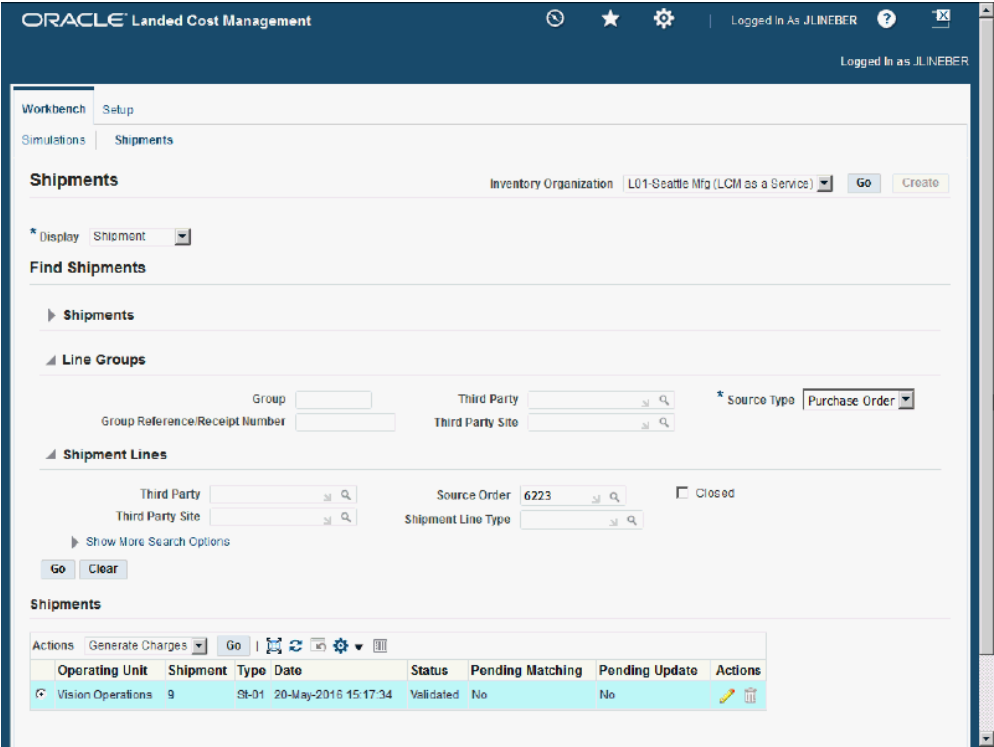 ORACLE Landed Cost Management
Logged In As JLINEBER
Logged In as JLINEBER
Workbench Setup
Simulations Shipments
Shipments
Inventory Organization L01-Seattle Mfg (LCM as a Service) Go Create
* Display Shipment
Find Shipments
Shipments
Line Groups
Group Third Party * Source Type Purchase Order
Group Reference/Receipt Number Third Party Site
Shipment Lines
Third Party Source Order 6223 Closed
Third Party Site Shipment Line Type
Show More Search Options
Go Clear
Shipments
Actions Generate Charges Go
Operating Unit Shipment Type Date Status Pending Matching Pending Update Actions
Vision Operations 9 St-01 20-May-2016 15:17:34 Validated No No